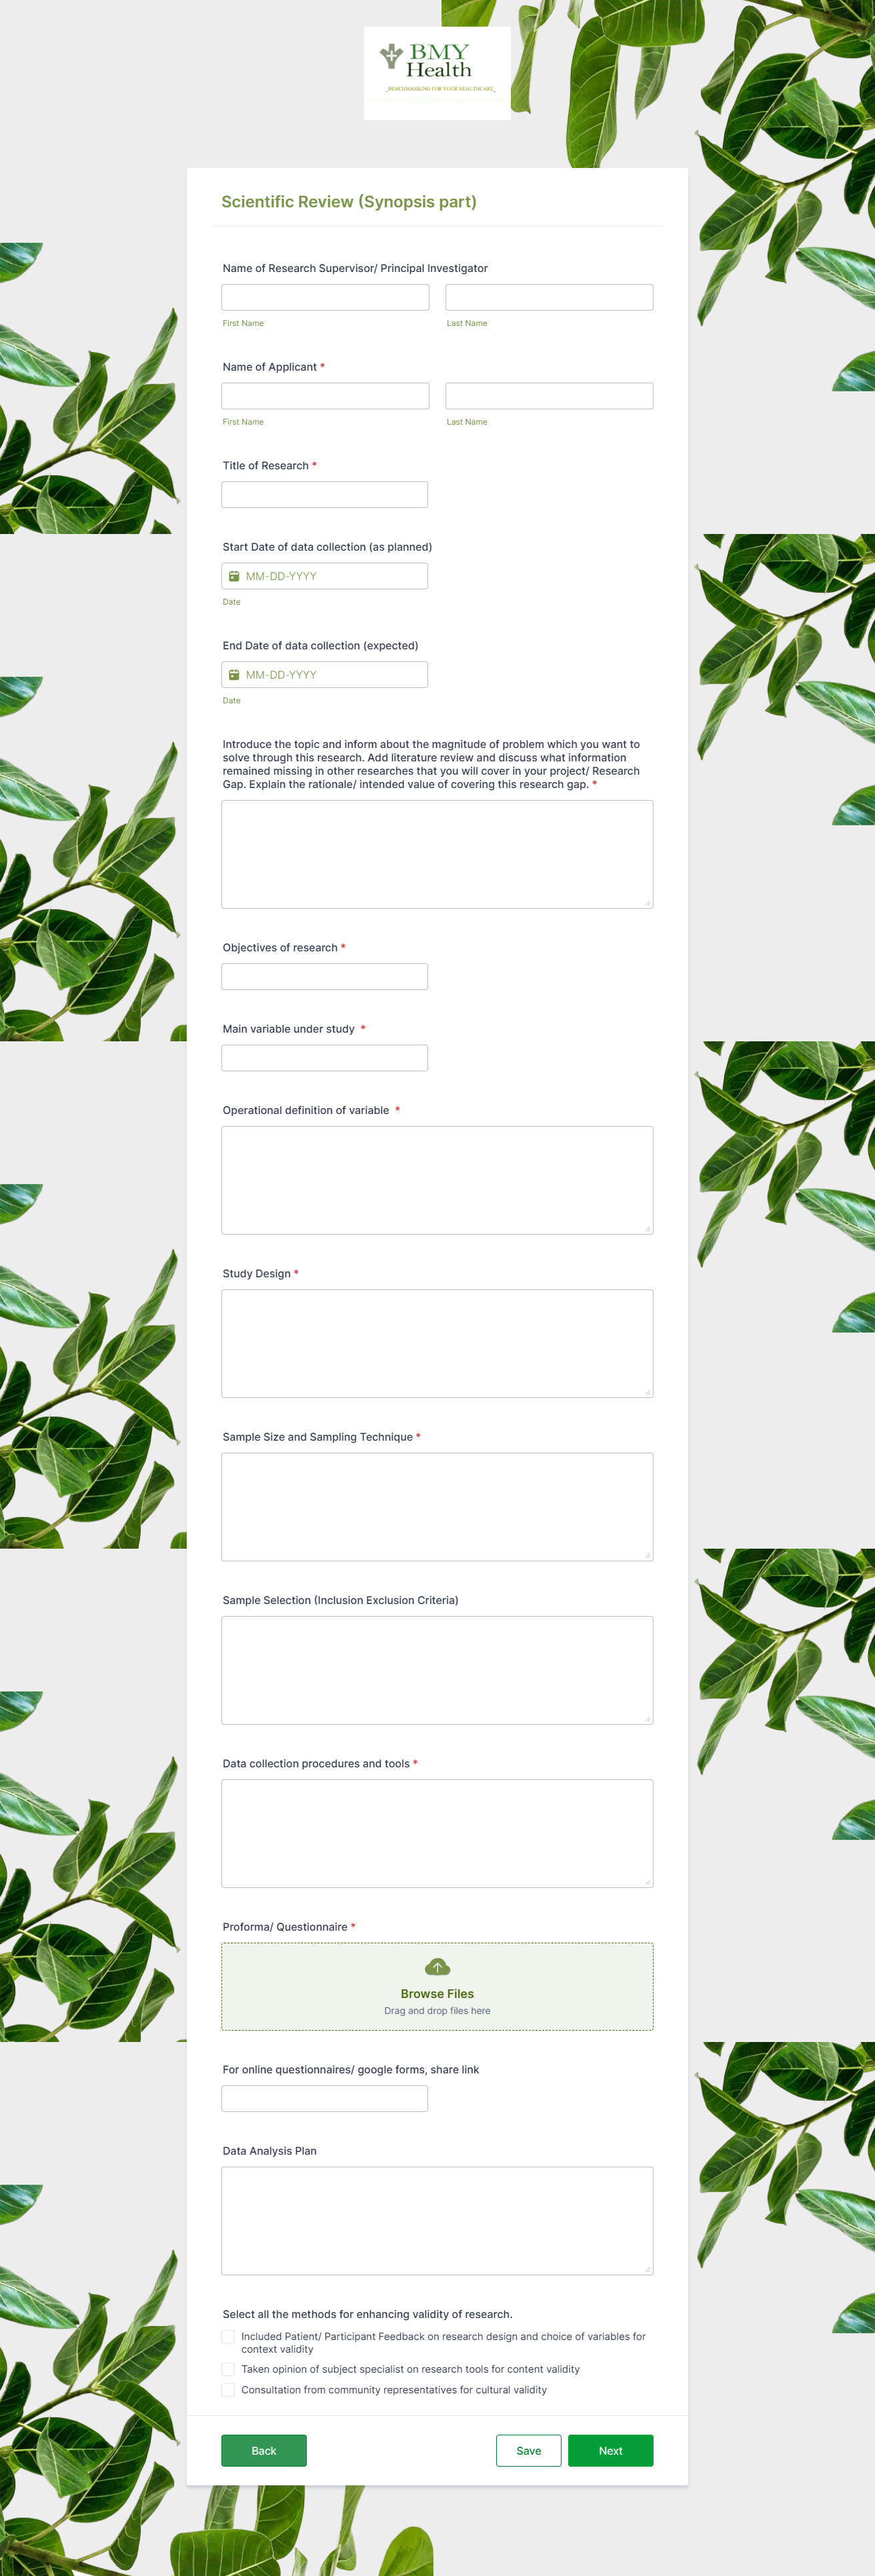 BMY
Health
_BENCHMARKING FOR YOUR HEALTHCARE_
Scientific Review (Synopsis part)
Name of Research Supervisor/ Principal Investigator
First Name
Last Name
Name of Applicant *
First Name
Last Name
Title of Research *
Start Date of data collection (as planned)
MM-DD-YYYY
Date
End Date of data collection (expected)
MM-DD-YYYY
Date
Introduce the topic and inform about the magnitude of problem which you want to
solve through this research. Add literature review and discuss what information
remained missing in other researches that you will cover in your project/ Research
Gap. Explain the rationale/ intended value of covering this research gap. *
Objectives of research *
Main variable under study *
Operational definition of variable *
Study Design *
Sample Size and Sampling Technique *
Sample Selection (Inclusion Exclusion Criteria)
Data collection procedures and tools *
Proforma/ Questionnaire *
Browse Files
Drag and drop files here
For online questionnaires/ google forms, share link
Data Analysis Plan
Select all the methods for enhancing validity of research.
Included Patient/ Participant Feedback on research design and choice of variables for
context validity
Taken opinion of subject specialist on research tools for content validity
Consultation from community representatives for cultural validity
Back
Save
Next